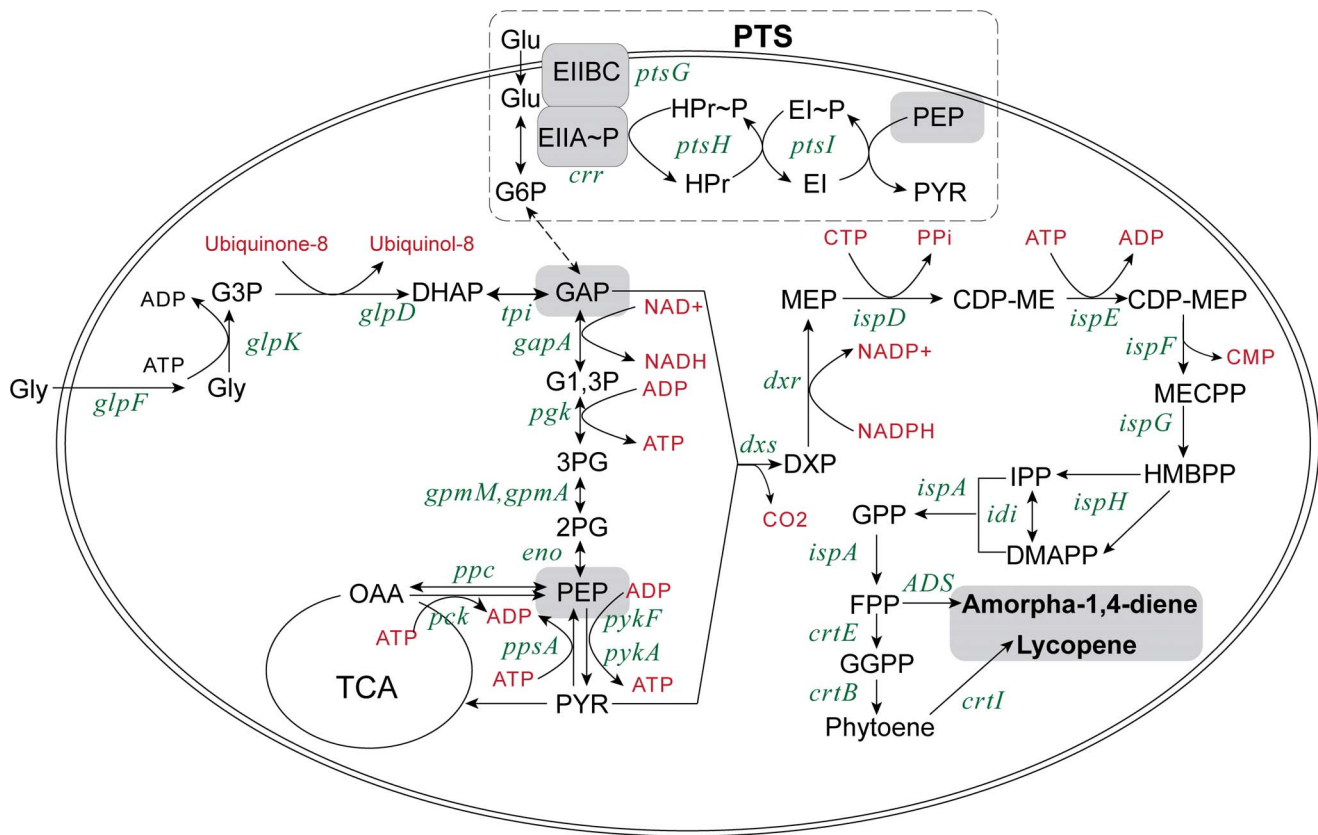 Glu
PTS
EIIBC
ptsG
Glu
EIIA~P
HPr~P
EI~P
PEP
ptsH
ptsI
crr
G6P
HPr
EI
PYR
Ubiquinone-8
Ubiquinol-8
CTP
PPi
ATP
ADP
ADP
G3P
DHAP
GAP
NAD+
MEP
CDP-ME
CDP-MEP
glpD
tpi
ispD
ispE
glpK
gapA
ispF
ATP
NADH
NADP+
CMP
Gly
glpF
Gly
G1,3P
ADP
dxr
MECPP
pgk
ispG
ATP
NADPH
dxs
3PG
DXP
ispA
IPP
HMBPP
gpmM,gpmA
ispH
CO2
GPP
idi
2PG
eno
ispA
DMAPP
ppc
ADS
OAA
PEP
ADP
FPP
Amorpha-1,4-diene
pck
ADP
pykF
ATP
crtE
Lycopene
ppsA
pykA
GGPP
TCA
ATP
ATP
crtB
crtI
PYR
Phytoene